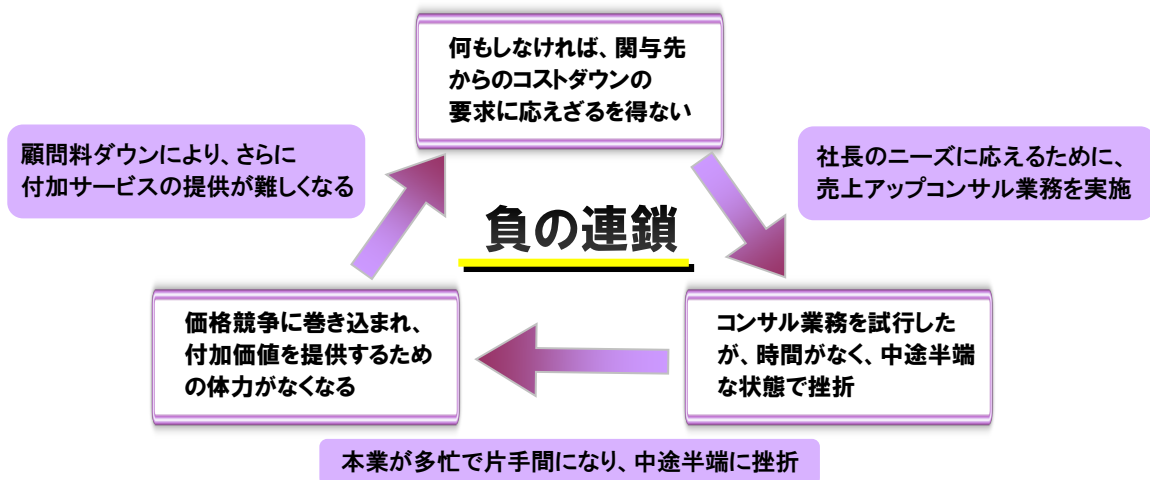 何もしなければ、関与先
からのコストダウンの
要求に応えざるを得ない
顧問料ダウンにより、さらに
付加サービスの提供が難しくなる
社長のニーズに応えるために、
売上アップコンサル業務を実施
負の連鎖
価格競争に巻き込まれ、
付加価値を提供するため
の体力がなくなる
コンサル業務を試行した
が、時間がなく、中途半端
な状態で挫折
本業が多忙で片手間になり、中途半端に挫折